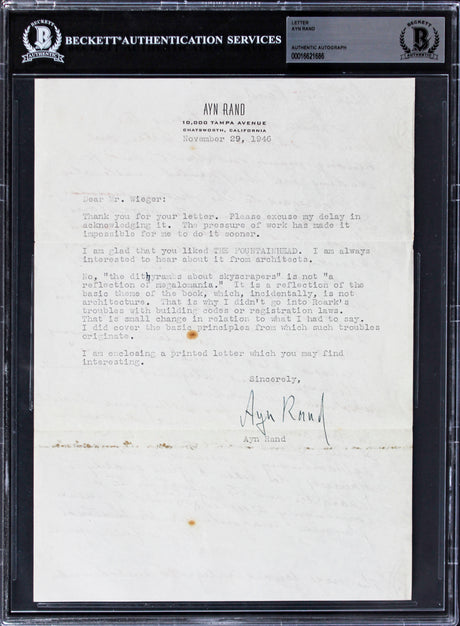 BECKETT
AUTHENTICATION SERVICES
BECKETT AUTHENTICATION SERVICES
LETTER
AYN RAND
AUTHENTIC AUTOGRAPH
00016621686
BECKETT
AUTHENTICATION SERVICES
AYN RAND
10,000 TAMPA AVENUE
CHATSWORTH, CALIFORNIA
November 29, 1946
Dear Mr. Wieger:
Thank you for your letter. Please excuse my delay in
acknowledging it. The pressure of work has made it
impossible for me to do it sooner.
I am glad that you liked THE FOUNTAINHEAD. I am always
interested to hear about it from architects.
No, "the dithyrambs about skyscrapers" is not "a
reflection of megalomania." It is a reflection of the
basic theme of the book, which, incidentally, is not
architecture. That is why I didn't go into Roark's
troubles with building codes or registration laws.
That is small change in relation to what I had to say.
I did cover the basic principles from which such troubles
originate.
I am enclosing a printed letter which you may find
interesting.
Sincerely,
Ayn Rand
Ayn Rand